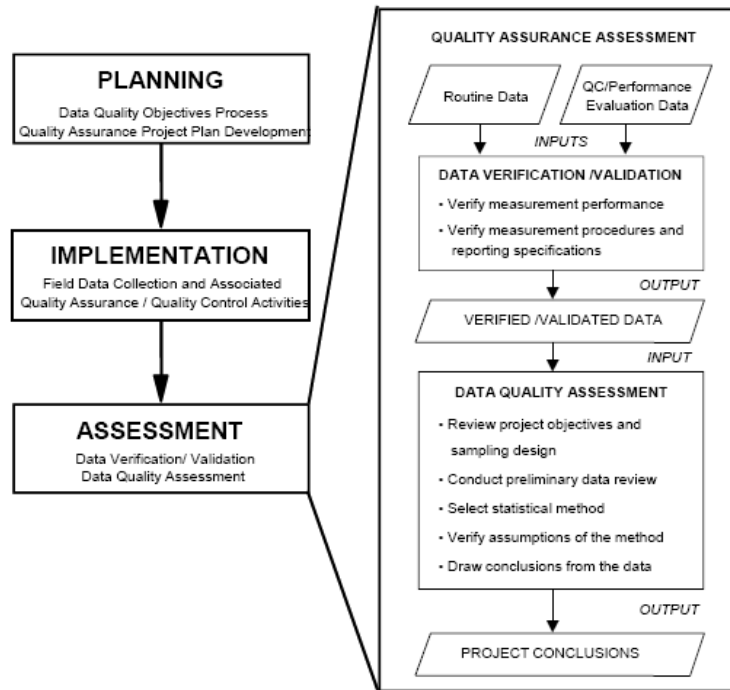 PLANNING
Data Quality Objectives Process
Quality Assurance Project Plan Development
IMPLEMENTATION
Field Data Collection and Associated
Quality Assurance / Quality Control Activities
ASSESSMENT
Data Verification/ Validation
Data Quality Assessment
QUALITY ASSURANCE ASSESSMENT
Routine Data
QC/Performance
Evaluation Data
INPUTS
DATA VERIFICATION /VALIDATION
• Verify measurement performance
• Verify measurement procedures and
reporting specifications
OUTPUT
VERIFIED /VALIDATED DATA
INPUT
DATA QUALITY ASSESSMENT
• Review project objectives and
sampling design
• Conduct preliminary data review
• Select statistical method
• Verify assumptions of the method
• Draw conclusions from the data
OUTPUT
PROJECT CONCLUSIONS